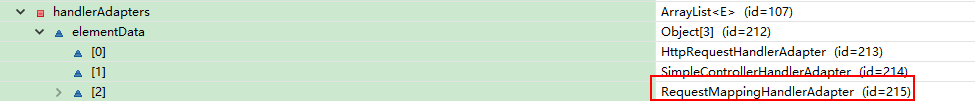 handlerAdapters ArrayList<E> (id=107)
elementData Object[3] (id=212)
[0] HttpRequestHandlerAdapter (id=213)
[1] SimpleControllerHandlerAdapter (id=214)
[2] RequestMappingHandlerAdapter (id=215)